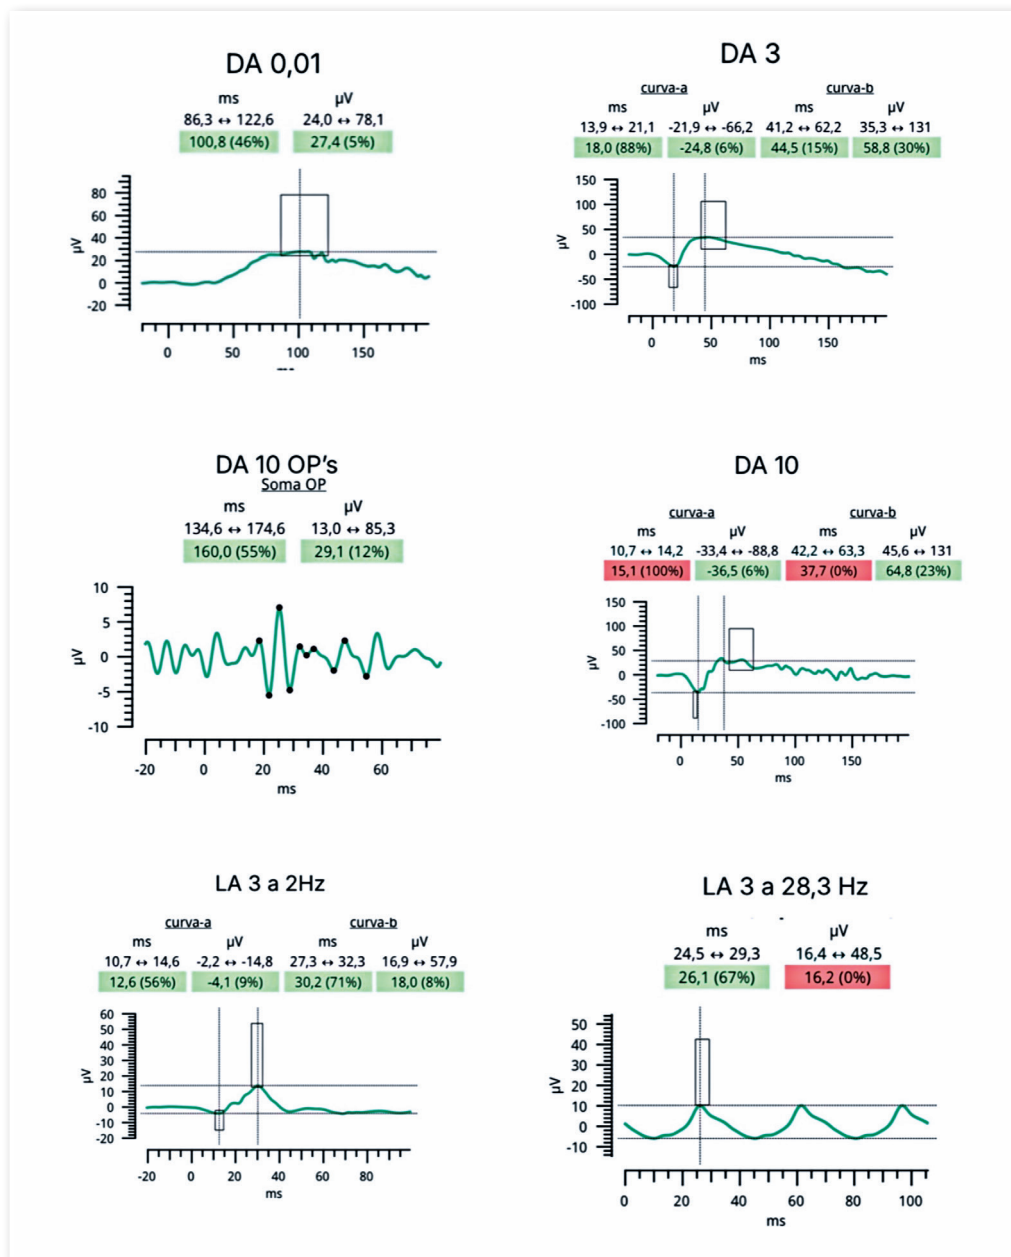 DA 0,01
ms μV
86,3 ↔ 122,6 24,0 ↔ 78,1
100,8 (46%) 27,4 (5%)
80
60
40
20
0
-20
μV
0 50 100 150
DA 3
curva-a curva-b
ms μV ms μV
13,9 ↔ 21,1 -21,9 ↔ -66,2 41,2 ↔ 62,2 35,3 ↔ 131
18,0 (88%) -24,8 (6%) 44,5 (15%) 58,8 (30%)
150
100
50
0
-50
-100
μV
0 50 100 150
ms
DA 10 OP's
Soma OP
ms μV
134,6 ↔ 174,6 13,0 ↔ 85,3
160,0 (55%) 29,1 (12%)
10
5
0
-5
-10
μV
-20 0 20 40 60
ms
DA 10
curva-a curva-b
ms μV ms μV
10,7 ↔ 14,2 -33,4 ↔ -88,8 42,2 ↔ 63,3 45,6 ↔ 131
15,1 (100%) -36,5 (6%) 37,7 (0%) 64,8 (23%)
150
100
50
0
-50
-100
μV
0 50 100 150
ms
LA 3 a 2Hz
curva-a curva-b
ms μV ms μV
10,7 ↔ 14,6 -2,2 ↔ -14,8 27,3 ↔ 32,3 16,9 ↔ 57,9
12,6 (56%) -4,1 (9%) 30,2 (71%) 18,0 (8%)
60
50
40
30
20
10
0
-10
-20
μV
-20 0 20 40 60 80
ms
LA 3 a 28,3 Hz
ms μV
24,5 ↔ 29,3 16,4 ↔ 48,5
26,1 (67%) 16,2 (0%)
50
40
30
20
10
0
-10
μV
0 20 40 60 80 100
ms